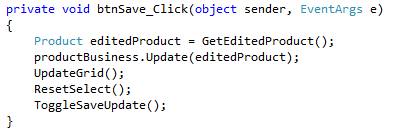 private void btnSave_Click(object sender, EventArgs e)
{
    Product editedProduct = GetEditedProduct();
    productBusiness.Update(editedProduct);
    UpdateGrid();
    ResetSelect();
    ToggleSaveUpdate();
}